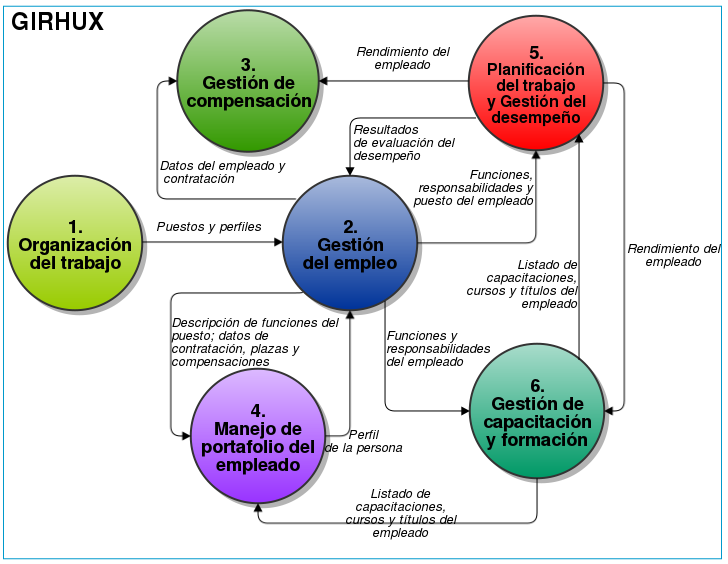 GIRHUX
3.
Gestión de
compensación
Rendimiento del
empleado
5.
Planificación
del trabajo
y Gestión del
desempeño
Resultados
de evaluación del
desempeño
Datos del empleado y
contratación
Funciones,
responsabilidades y
puesto del empleado
1.
Organización
del trabajo
Puestos y perfiles
2.
Gestión
del empleo
Rendimiento del
empleado
Listado de
capacitaciones,
cursos y títulos del
empleado
Descripción de funciones del
puesto; datos de
contratación, plazas y
compensaciones
Funciones y
responsabilidades
del empleado
4.
Manejo de
portafolio del
empleado
Perfil
de la persona
6.
Gestión de
capacitación
y formación
Listado de
capacitaciones,
cursos y títulos del
empleado